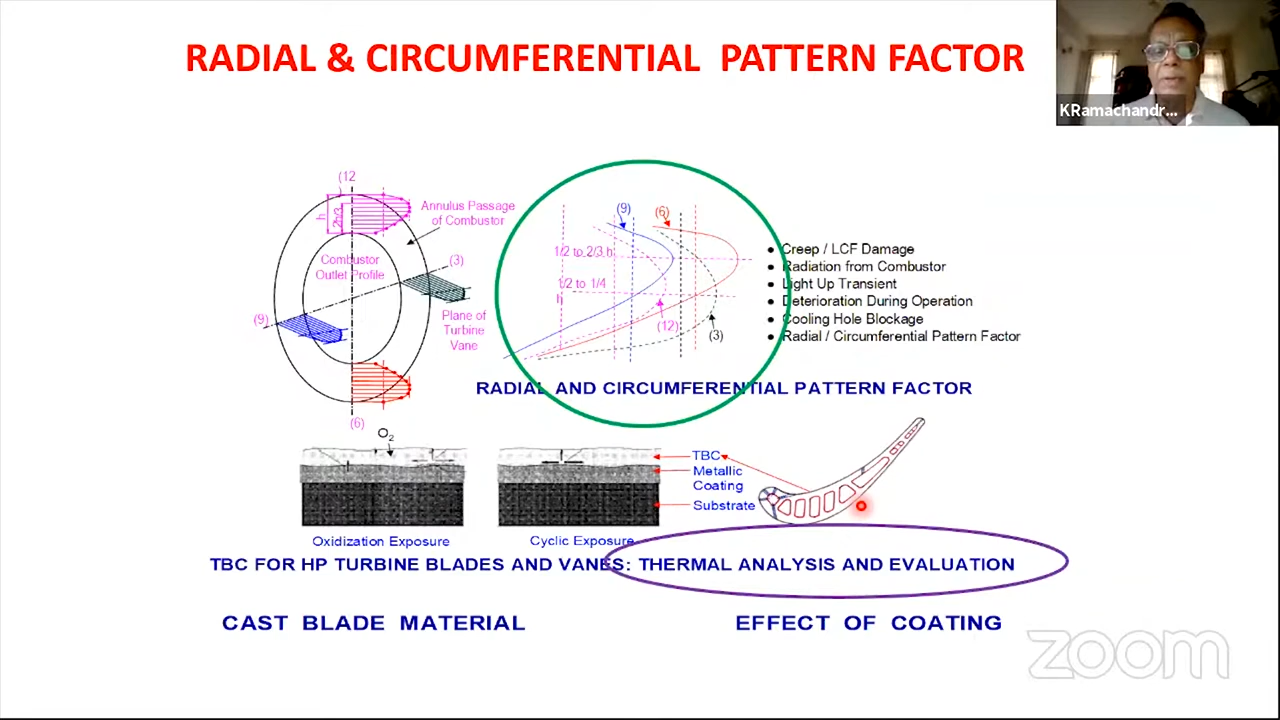 RADIAL & CIRCUMFERENTIAL PATTERN FACTOR
KRamachandr...
(12
h
2h/3
Annulus Passage
of Combustor
Combustor
Outlet Profile
(3)
(9)
Plane of
Turbine
Vane
(6)
(9)
(6)
1/2 to 2/3 h
1/2 to 1/4
h
(12)
(3)
• Creep / LCF Damage
• Radiation from Combustor
• Light Up Transient
• Deterioration During Operation
• Cooling Hole Blockage
• Radial / Circumferential Pattern Factor
RADIAL AND CIRCUMFERENTIAL PATTERN FACTOR
O2
TBC
Metallic
Coating
Substrate
Oxidization Exposure
Cyclic Exposure
TBC FOR HP TURBINE BLADES AND VANES: THERMAL ANALYSIS AND EVALUATION
CAST BLADE MATERIAL
EFFECT OF COATING
zoom